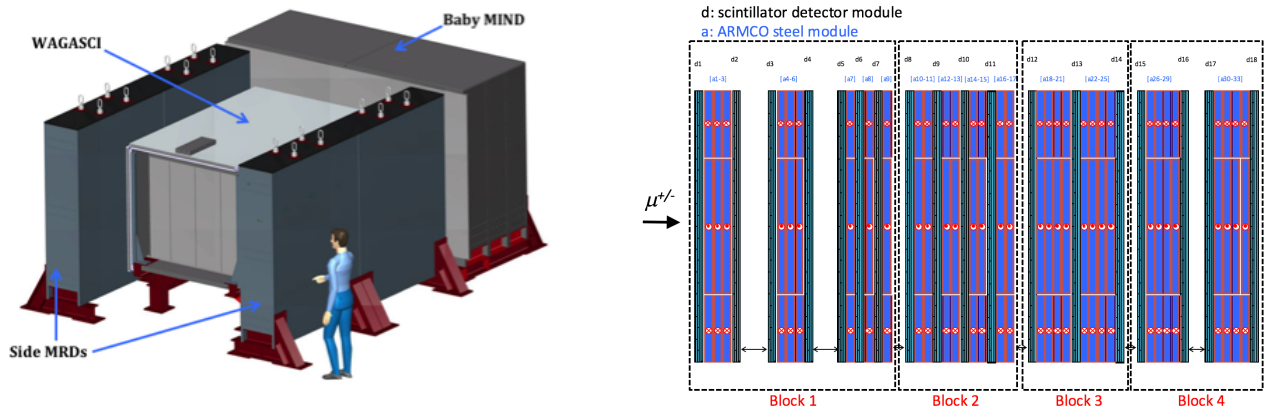 Baby MIND
WAGASCI
Side MRDs
d: scintillator detector module
a: ARMCO steel module
d1 d2 d3 d4 d5 d6 d7 d8 d9 d10 d11 d12 d13 d14 d15 d16 d17 d18
[a1-3] [a4-6] [a7] [a8] [a9] [a10-11] [a12-13] [a14-15] [a16-17 [a18-21] [a22-25] [a26-29] [a30-33]
μ+/-
Block 1 Block 2 Block 3 Block 4